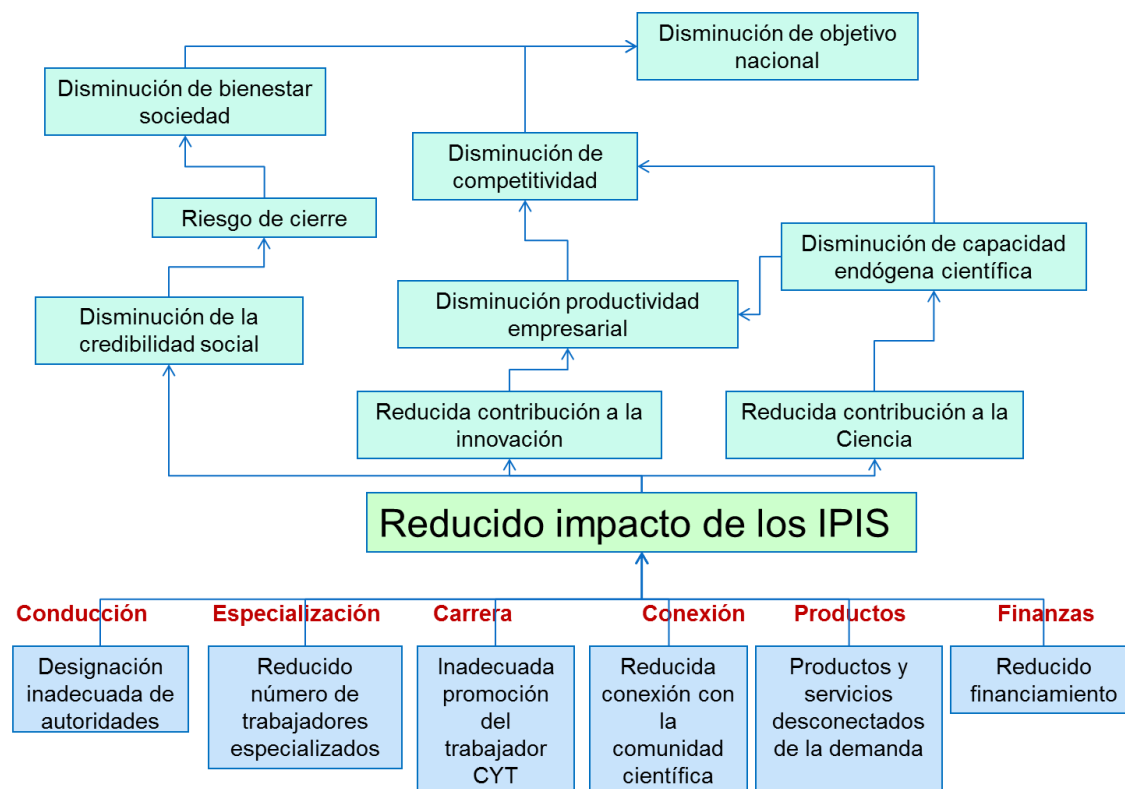 Disminución de objetivo
nacional
Disminución de bienestar
sociedad
Disminución de
competitividad
Riesgo de cierre
Disminución de capacidad
endógena científica
Disminución de la
credibilidad social
Disminución productividad
empresarial
Reducida contribución a la
innovación
Reducida contribución a la
Ciencia
Reducido impacto de los IPIS
Conducción
Especialización
Carrera
Conexión
Productos
Finanzas
Designación
inadecuada de
autoridades
Reducido
número de
trabajadores
especializados
Inadecuada
promoción
del
trabajador
CYT
Reducida
conexión con
la
comunidad
científica
Productos y
servicios
desconectados
de la demanda
Reducido
financiamiento